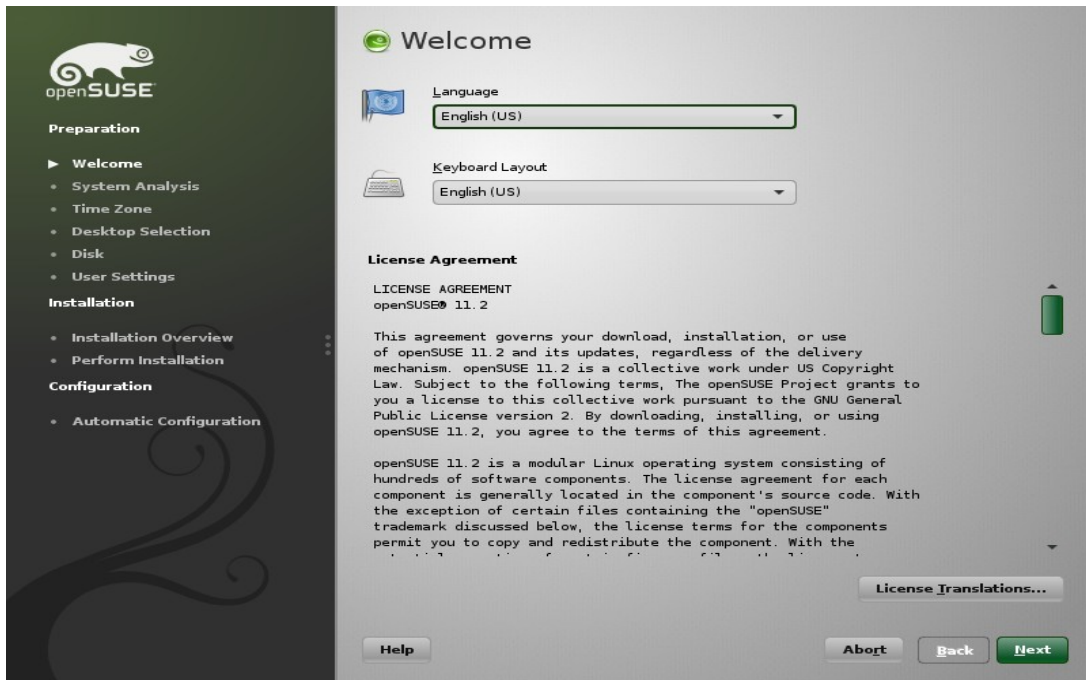 openSUSE
Preparation
Welcome
System Analysis
Time Zone
Desktop Selection
Disk
User Settings
Installation
Installation Overview
Perform Installation
Configuration
Automatic Configuration
Welcome
Language
English (US)
Keyboard Layout
English (US)
License Agreement
LICENSE AGREEMENT
openSUSE® 11.2
This agreement governs your download, installation, or use
of openSUSE 11.2 and its updates, regardless of the delivery
mechanism. openSUSE 11.2 is a collective work under US Copyright
Law. Subject to the following terms, The openSUSE Project grants to
you a license to this collective work pursuant to the GNU General
Public License version 2. By downloading, installing, or using
openSUSE 11.2, you agree to the terms of this agreement.
openSUSE 11.2 is a modular Linux operating system consisting of
hundreds of software components. The license agreement for each
component is generally located in the component's source code. With
the exception of certain files containing the "openSUSE"
trademark discussed below, the license terms for the components
permit you to copy and redistribute the component. With the
License Translations...
Help
Abort
Back
Next